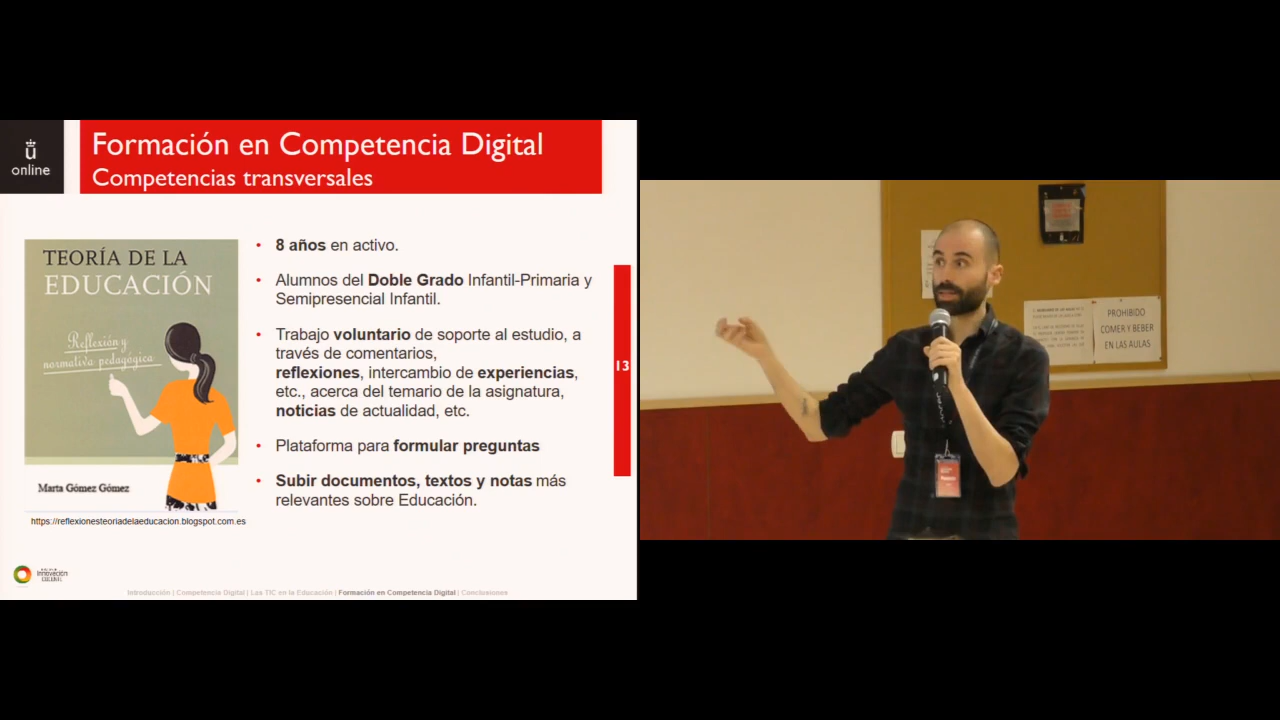 ü
online
Formación en Competencia Digital
Competencias transversales
TEORÍA DE LA
EDUCACIÓN
Reflexión y
normativa pedagógica
Marta Gómez Gómez
https://reflexionesteoriadelaeducacion.blogspot.com.es
• 8 años en activo.
• Alumnos del Doble Grado Infantil-Primaria y
Semipresencial Infantil.
• Trabajo voluntario de soporte al estudio, a
través de comentarios,
reflexiones, intercambio de experiencias,
etc., acerca del temario de la asignatura,
noticias de actualidad, etc.
• Plataforma para formular preguntas
• Subir documentos, textos y notas más
relevantes sobre Educación.
13
innovación
Introducción | Competencia Digital | Las TIC en la Educación | Formación en Competencia Digital | Conclusiones
PROHIBIDO
COMER Y BEBER
EN LAS AULAS